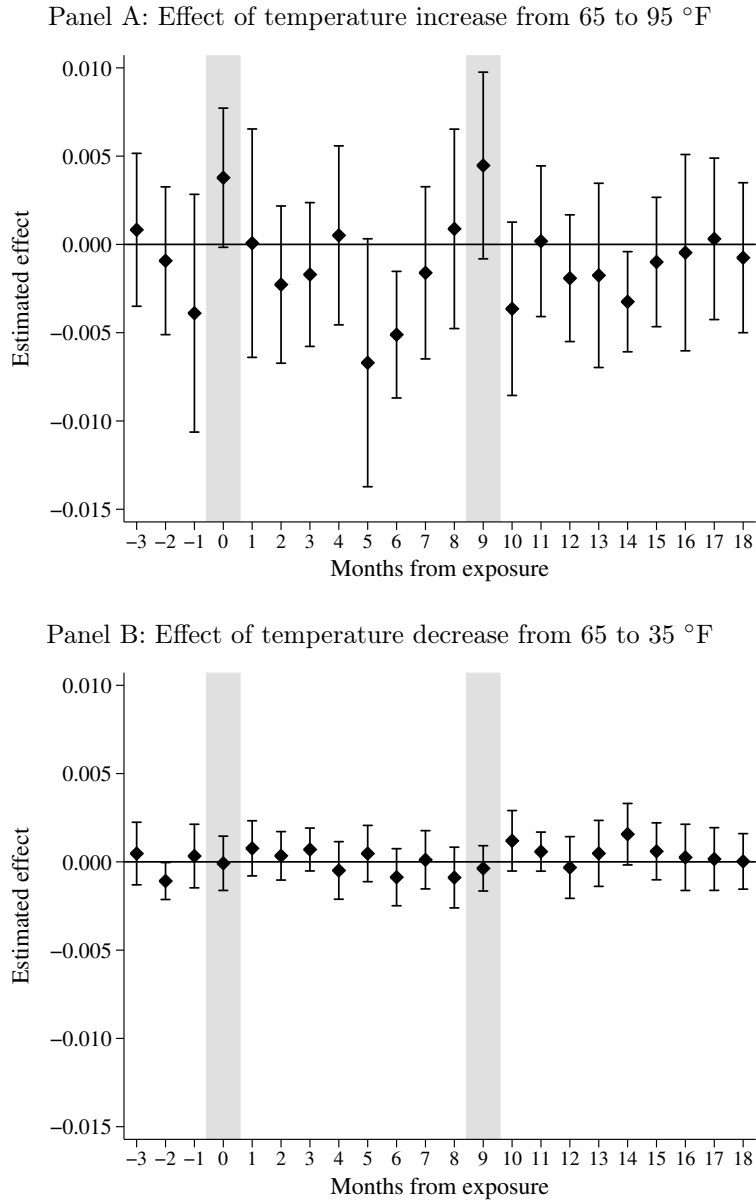 Panel A: Effect of temperature increase from 65 to 95 °F
0.010
0.005
0.000
−0.005
−0.010
−0.015
Estimated effect
−3 −2 −1 0 1 2 3 4 5 6 7 8 9 10 11 12 13 14 15 16 17 18
Months from exposure
Panel B: Effect of temperature decrease from 65 to 35 °F
0.010
0.005
0.000
−0.005
−0.010
−0.015
Estimated effect
−3 −2 −1 0 1 2 3 4 5 6 7 8 9 10 11 12 13 14 15 16 17 18
Months from exposure